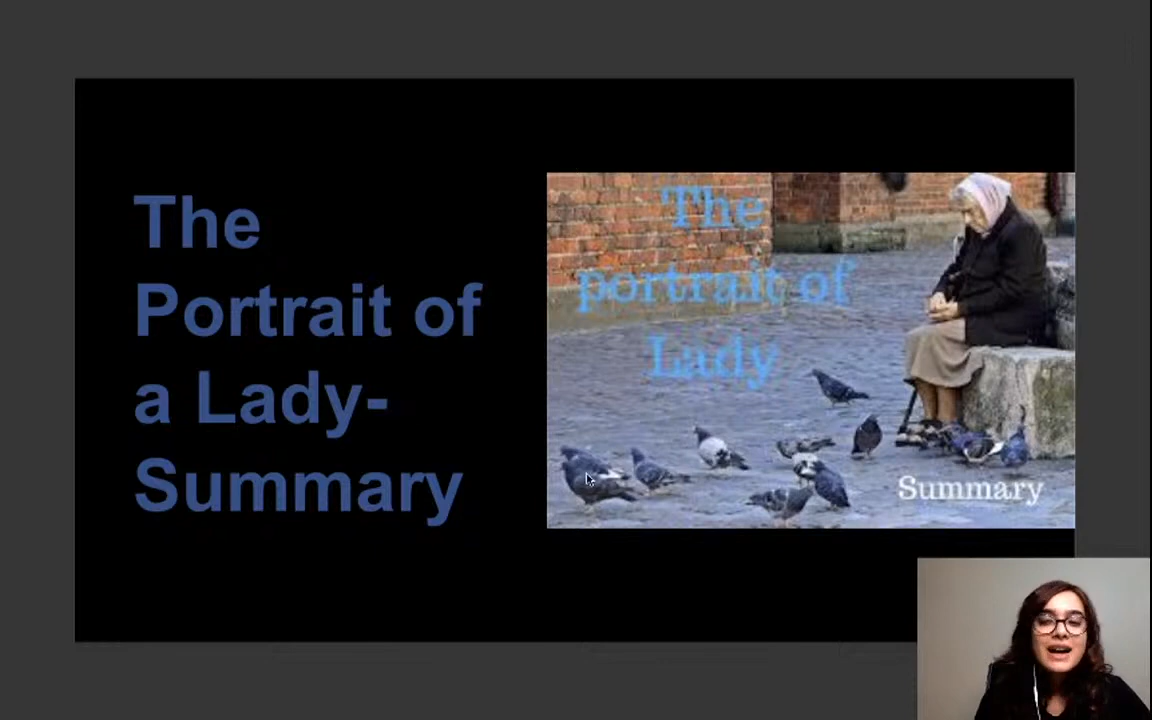 The
Portrait of
a Lady-
Summary
The
portrait of
Lady
Summary